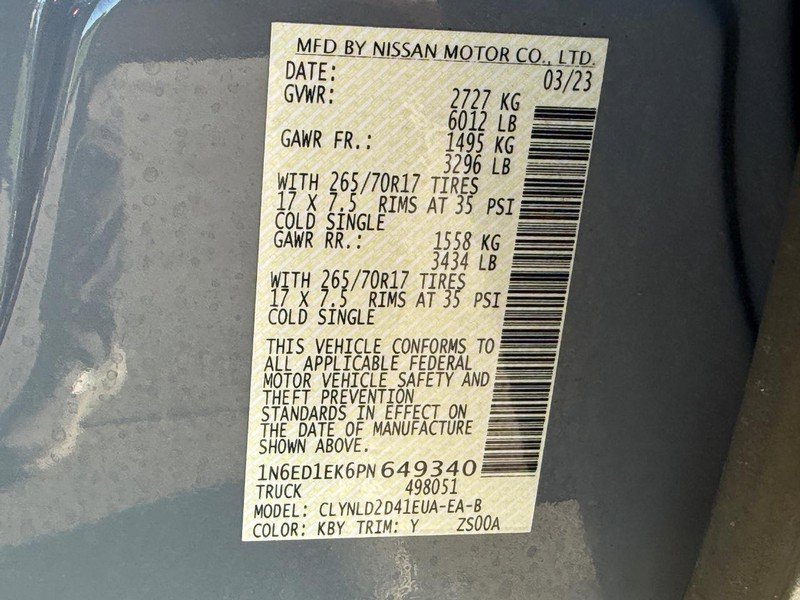 MFD BY NISSAN MOTOR CO., LTD.
DATE: 03/23
GVWR: 2727 KG
6012 LB
GAWR FR.: 1495 KG
3296 LB
WITH 265/70R17 TIRES
17 X 7.5 RIMS AT 35 PSI
COLD SINGLE
GAWR RR.: 1558 KG
3434 LB
WITH 265/70R17 TIRES
17 X 7.5 RIMS AT 35 PSI
COLD SINGLE
THIS VEHICLE CONFORMS TO
ALL APPLICABLE FEDERAL
MOTOR VEHICLE SAFETY AND
THEFT PREVENTION
STANDARDS IN EFFECT ON
THE DATE OF MANUFACTURE
SHOWN ABOVE.
1N6ED1EK6PN649340
TRUCK 498051
MODEL: CLYNLD2D41EUA-EA-B
COLOR: KBY TRIM: Y ZS00A